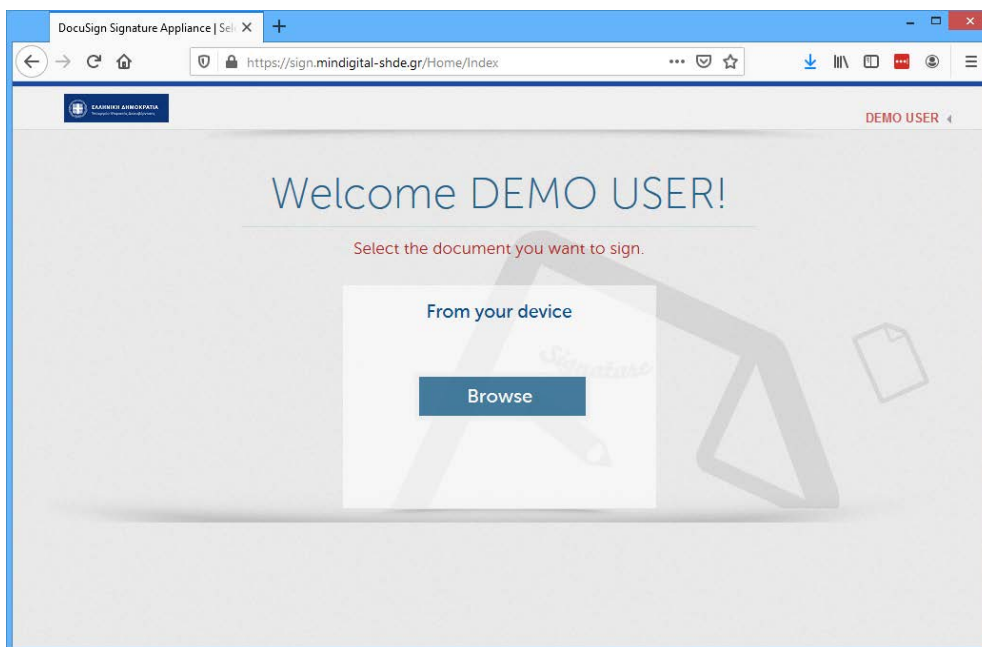 DocuSign Signature Appliance | Sel
https://sign.mindigital-shde.gr/Home/Index
ΕΛΛΗΝΙΚΗ ΔΗΜΟΚΡΑΤΙΑ
DEMO USER
Welcome DEMO USER!
Select the document you want to sign.
From your device
Signature
Browse